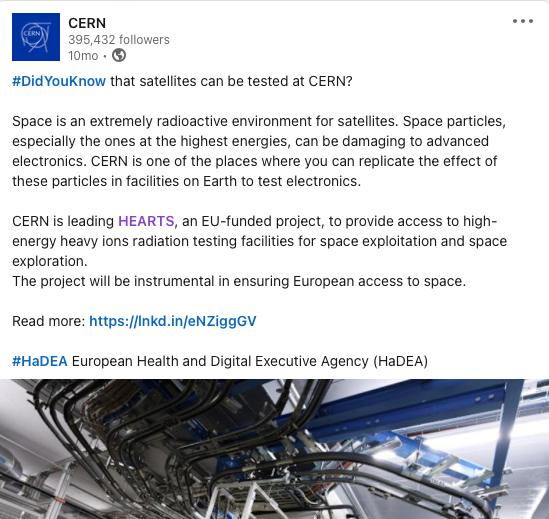 CERN
CERN
395,432 followers
10mo •
#DidYouKnow that satellites can be tested at CERN?
Space is an extremely radioactive environment for satellites. Space particles,
especially the ones at the highest energies, can be damaging to advanced
electronics. CERN is one of the places where you can replicate the effect of
these particles in facilities on Earth to test electronics.
CERN is leading HEARTS, an EU-funded project, to provide access to high-
energy heavy ions radiation testing facilities for space exploitation and space
exploration.
The project will be instrumental in ensuring European access to space.
Read more: https://lnkd.in/eNZiggGV
#HaDEA European Health and Digital Executive Agency (HaDEA)